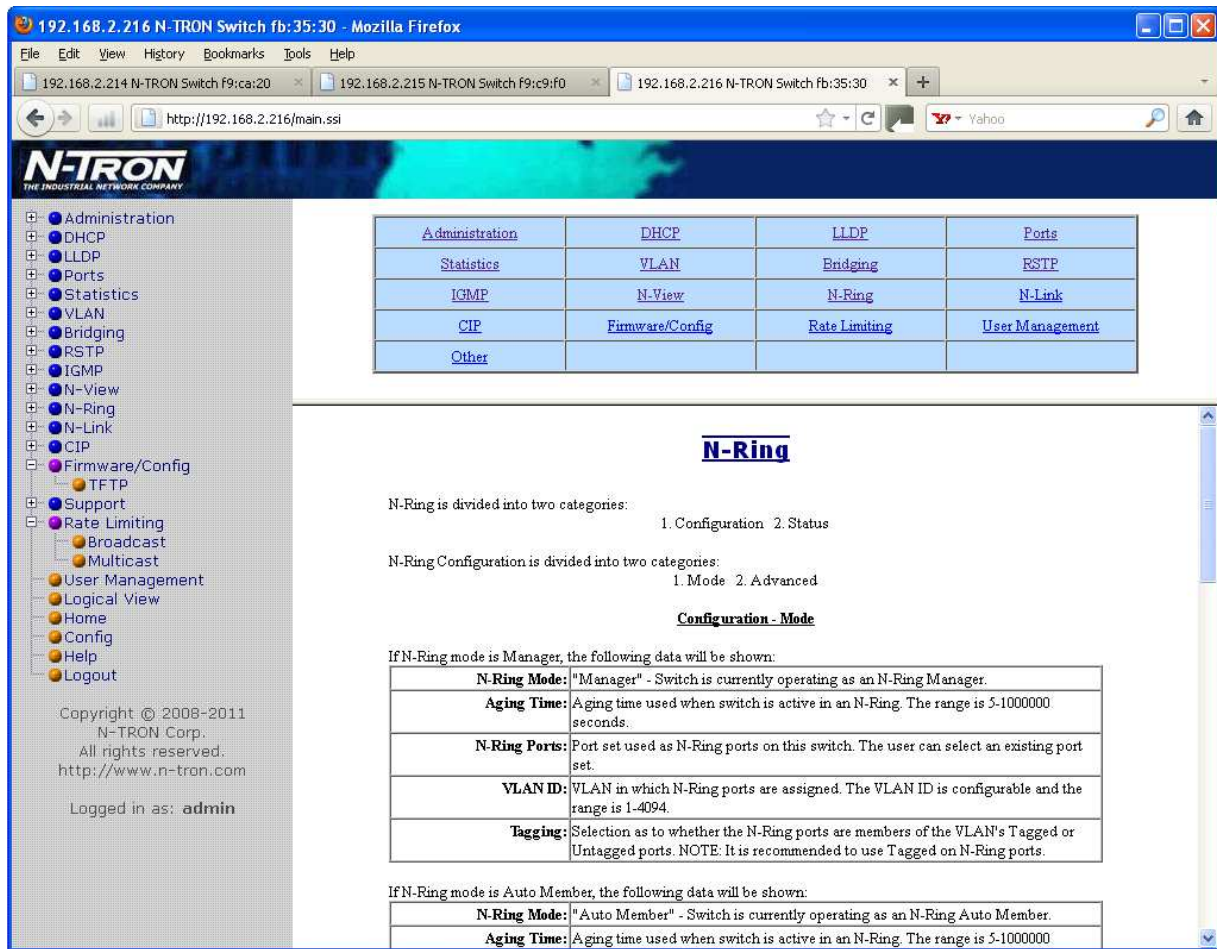 192.168.2.216 N-TRON Switch fb:35:30 - Mozilla Firefox
File Edit View History Bookmarks Tools Help
192.168.2.214 N-TRON Switch f9:ca:20
192.168.2.215 N-TRON Switch f9:c9:f0
192.168.2.216 N-TRON Switch fb:35:30
http://192.168.2.216/main.ssi
Yahoo
N-TRON
THE INDUSTRIAL NETWORK COMPANY
Administration
DHCP
LLDP
Ports
Statistics
VLAN
Bridging
RSTP
IGMP
N-View
N-Ring
N-Link
CIP
Firmware/Config
TFTP
Support
Rate Limiting
Broadcast
Multicast
User Management
Logical View
Home
Config
Help
Logout
Copyright © 2008-2011
N-TRON Corp.
All rights reserved.
http://www.n-tron.com
Logged in as: admin
Administration DHCP LLDP Ports
Statistics VLAN Bridging RSTP
IGMP N-View N-Ring N-Link
CIP Firmware/Config Rate Limiting User Management
Other
N-Ring
N-Ring is divided into two categories:
1. Configuration 2. Status
N-Ring Configuration is divided into two categories:
1. Mode 2. Advanced
Configuration - Mode
If N-Ring mode is Manager, the following data will be shown:
N-Ring Mode: "Manager" - Switch is currently operating as an N-Ring Manager.
Aging Time: Aging time used when switch is active in an N-Ring. The range is 5-1000000
seconds.
N-Ring Ports: Port set used as N-Ring ports on this switch. The user can select an existing port
set.
VLAN ID: VLAN in which N-Ring ports are assigned. The VLAN ID is configurable and the
range is 1-4094.
Tagging: Selection as to whether the N-Ring ports are members of the VLAN's Tagged or
Untagged ports. NOTE: It is recommended to use Tagged on N-Ring ports.
If N-Ring mode is Auto Member, the following data will be shown:
N-Ring Mode: "Auto Member" - Switch is currently operating as an N-Ring Auto Member.
Aging Time: Aging time used when switch is active in an N-Ring. The range is 5-1000000